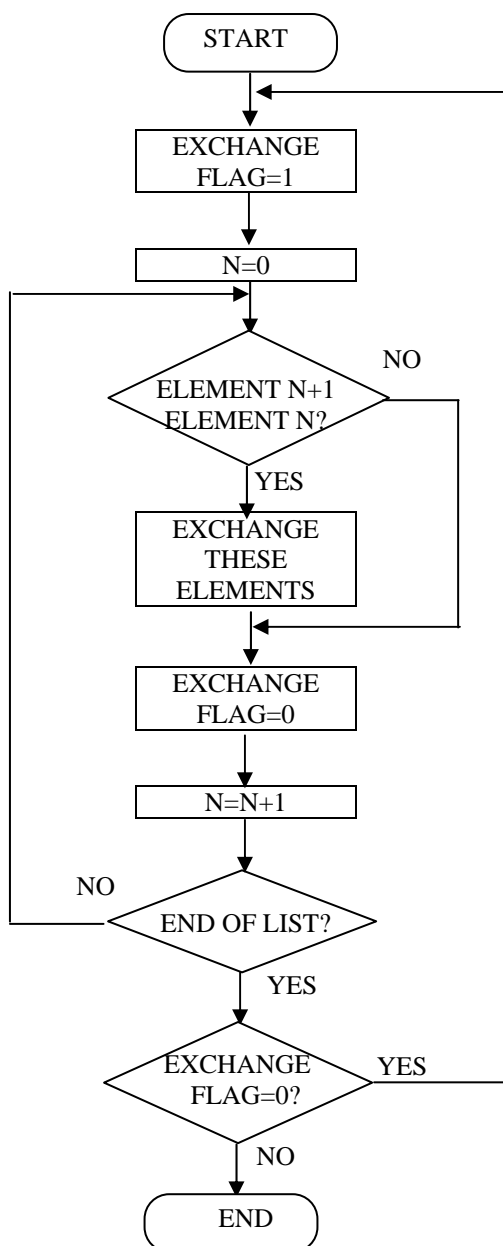 START
EXCHANGE
FLAG=1
N=0
NO
ELEMENT N+1
ELEMENT N?
YES
EXCHANGE
THESE
ELEMENTS
EXCHANGE
FLAG=0
N=N+1
NO
END OF LIST?
YES
EXCHANGE
FLAG=0?
YES
NO
END